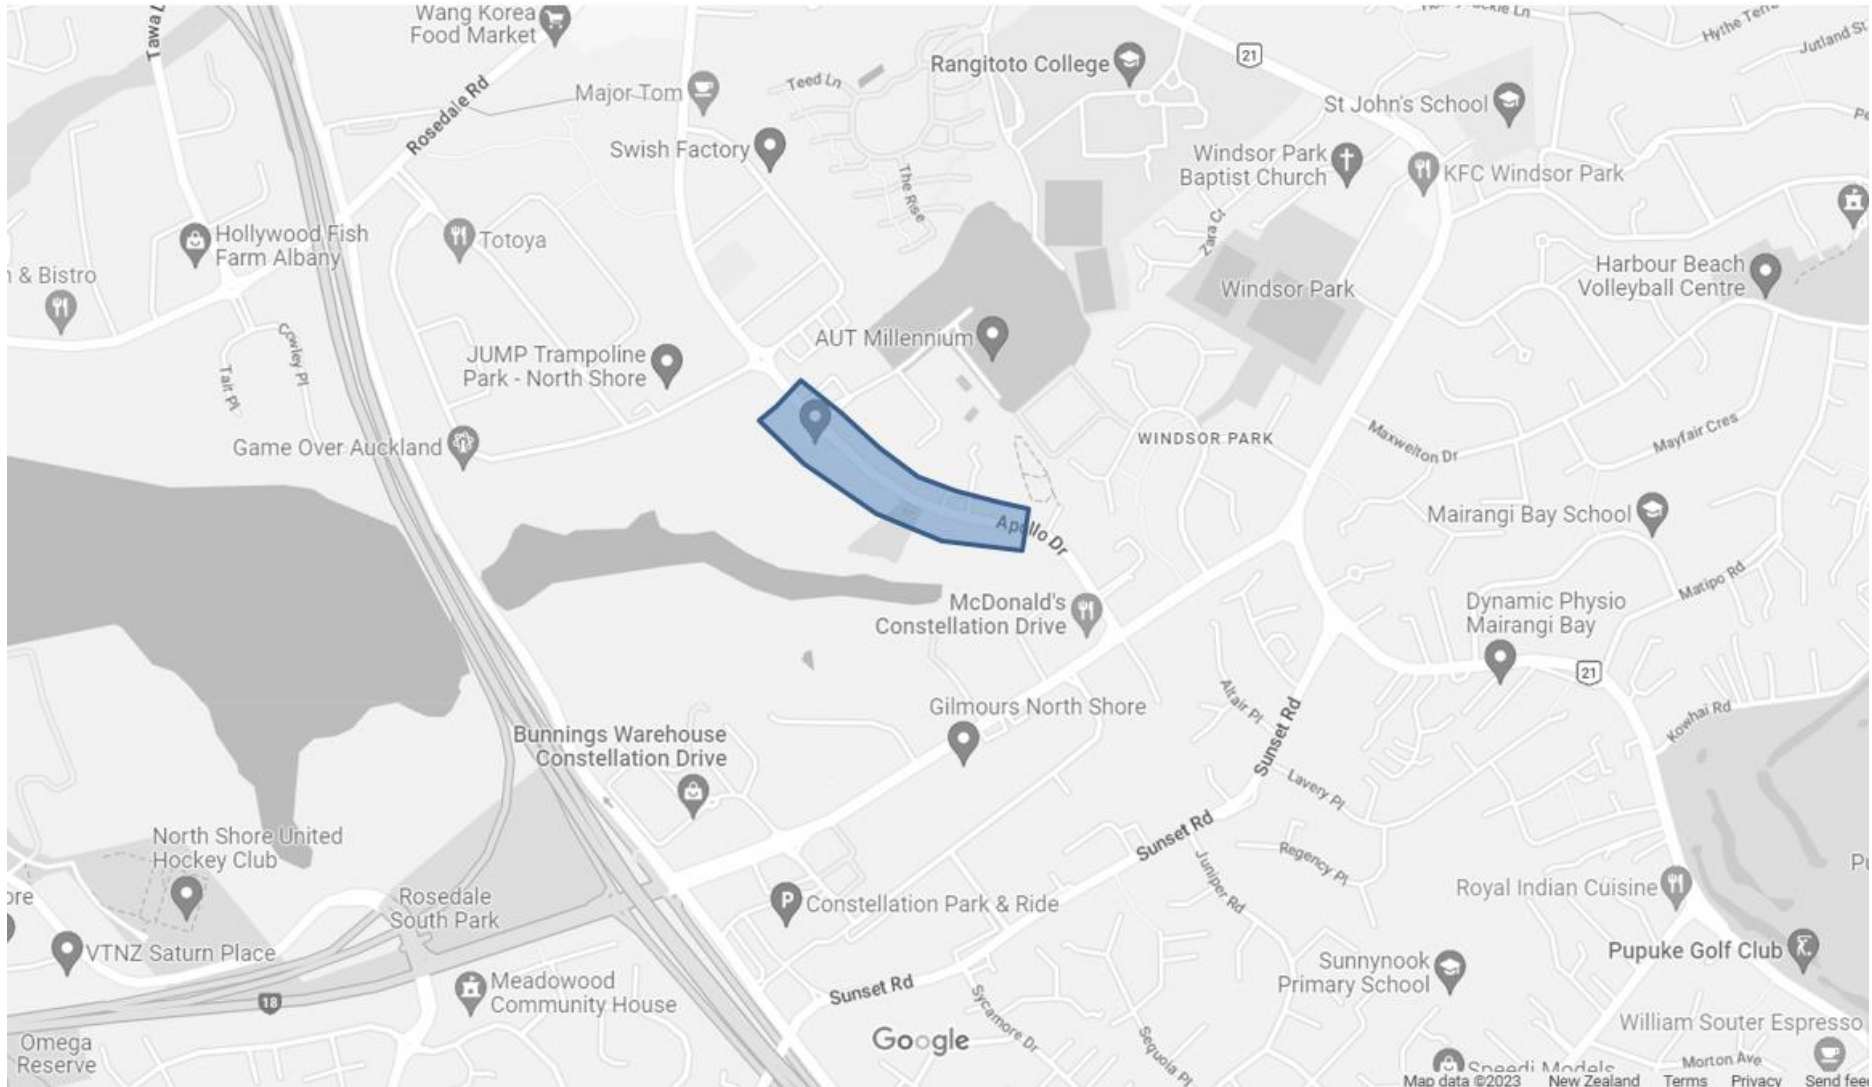 Wang Korea
Food Market
Tawa
Rosedale Rd
Major Tom
Teed Ln
Rangitoto College
21
Hythe
Jutland St
St John's School
Swish Factory
Windsor Park
Baptist Church
KFC Windsor Park
The Rise
Zara Ct
Hollywood Fish
Farm Albany
Totoya
& Bistro
Windsor Park
Harbour Beach
Volleyball Centre
AUT Millennium
JUMP Trampoline
Park - North Shore
Cowley Pl
Tait Pl
Game Over Auckland
WINDSOR PARK
Maxwelton Dr
Mayfair Cres
Mairangi Bay School
Apollo Dr
Matipo Rd
McDonald's
Constellation Drive
Dynamic Physio
Mairangi Bay
21
Altair Pl
Sunset Rd
Kowhai Rd
Gilmours North Shore
Bunnings Warehouse
Constellation Drive
Lavery Pl
North Shore United
Hockey Club
Sunset Rd
Juniper Rd
Regency Pl
Royal Indian Cuisine
Rosedale
South Park
P
Constellation Park & Ride
VTNZ Saturn Place
Pupuke Golf Club
Sunnynook
Primary School
18
Meadowood
Community House
Sunset Rd
Sycamore Dr
Sequoia Pl
Google
William Souter Espresso
Omega
Reserve
Speedi Models
Morton Ave
Map data ©2023 New Zealand Terms Privacy Send